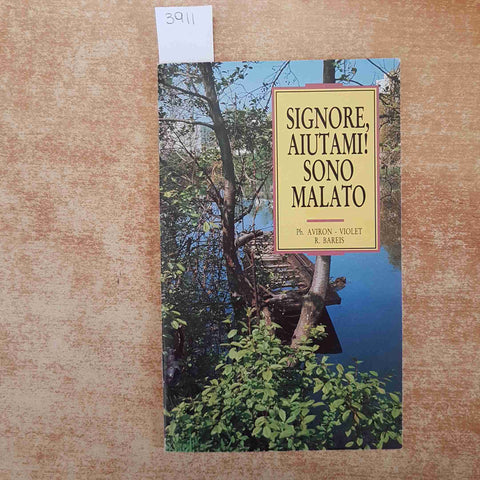 3911
SIGNORE,
AIUTAMI!
SONO
MALATO
Ph. AVIRON - VIOLET
R. BAREIS